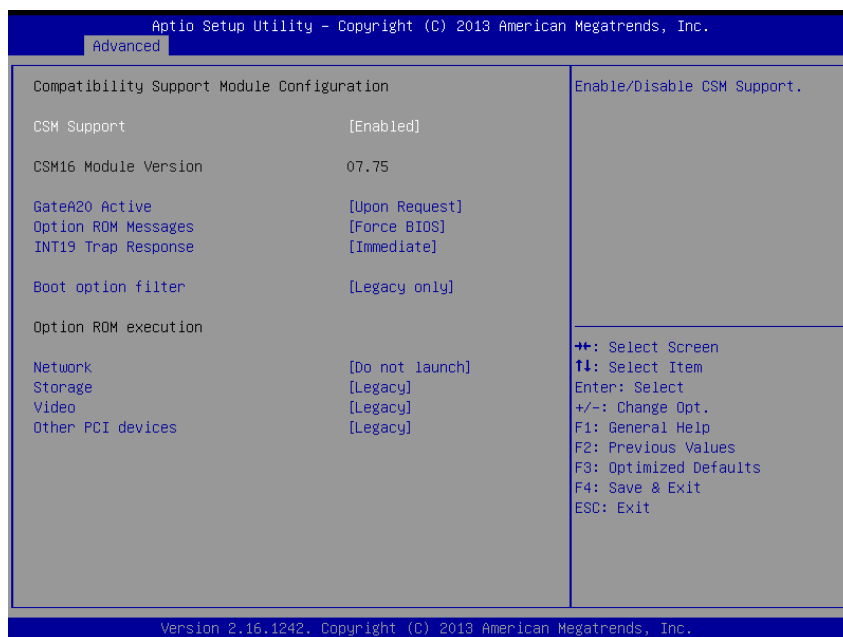 Aptio Setup Utility – Copyright (C) 2013 American Megatrends, Inc.
Advanced
Compatibility Support Module Configuration
CSM Support [Enabled]
CSM16 Module Version 07.75
GateA20 Active [Upon Request]
Option ROM Messages [Force BIOS]
INT19 Trap Response [Immediate]
Boot option filter [Legacy only]
Option ROM execution
Network [Do not launch]
Storage [Legacy]
Video [Legacy]
Other PCI devices [Legacy]
Enable/Disable CSM Support.
→←: Select Screen
↑↓: Select Item
Enter: Select
+/-: Change Opt.
F1: General Help
F2: Previous Values
F3: Optimized Defaults
F4: Save & Exit
ESC: Exit
Version 2.16.1242. Copyright (C) 2013 American Megatrends, Inc.